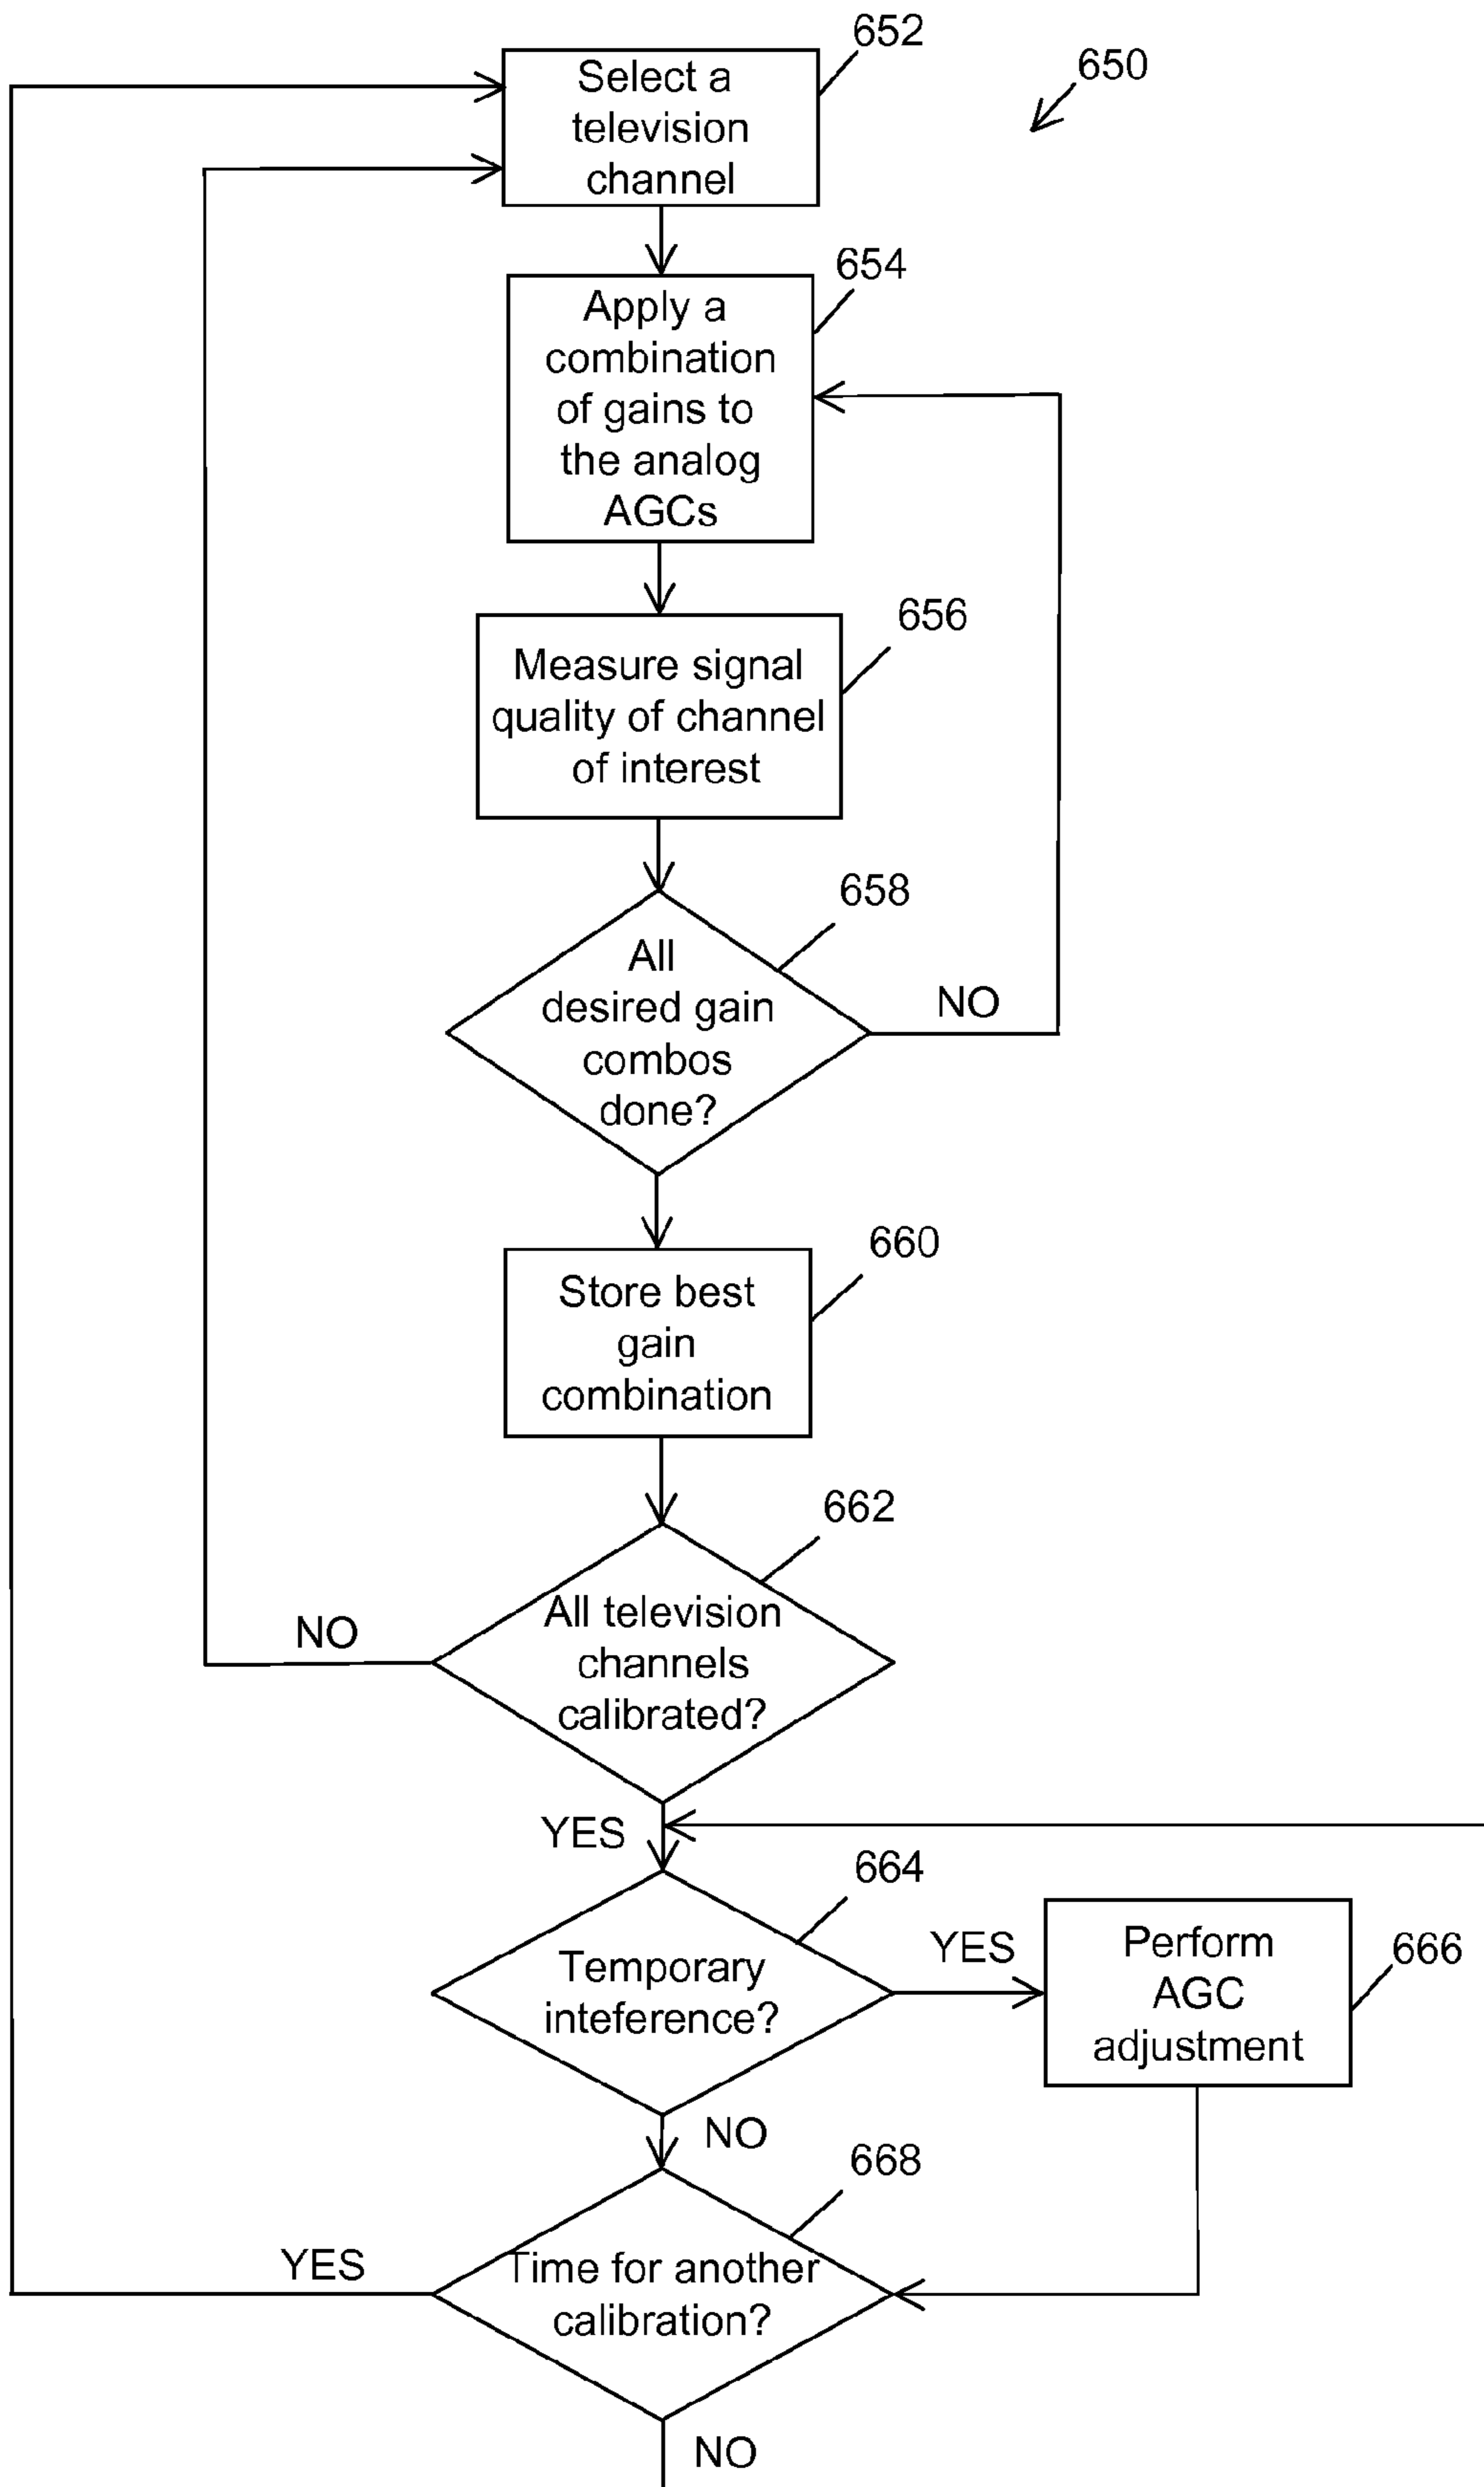 652
650
Select a
television
channel
654
Apply a
combination
of gains to
the analog
AGCs
656
Measure signal
quality of channel
of interest
658
All
desired gain
combos
done?
NO
660
Store best
gain
combination
662
All television
channels
calibrated?
NO
YES
664
Temporary
inteference?
YES
Perform
AGC
adjustment
666
NO
668
Time for another
calibration?
YES
NO